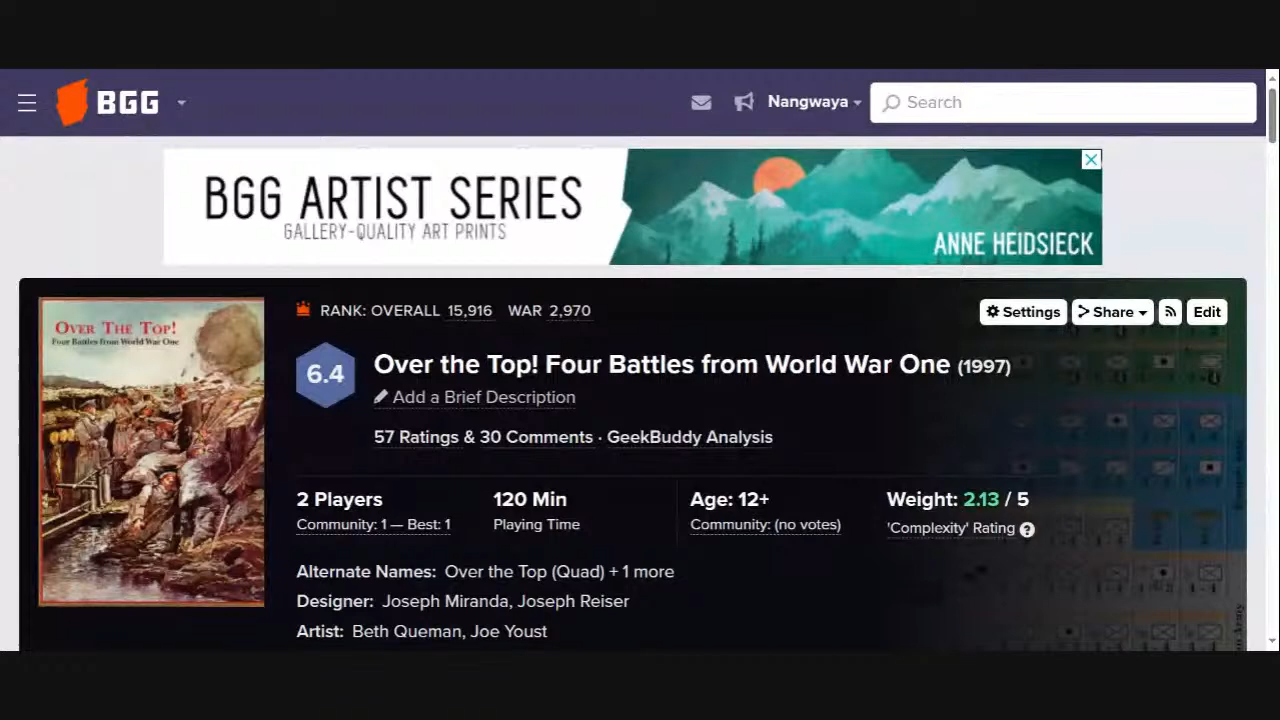 BGG
Nangwaya
Search
BGG ARTIST SERIES
GALLERY-QUALITY ART PRINTS
ANNE HEIDSIECK
OVER THE TOP!
Four Battles from World War One
RANK: OVERALL 15,916 WAR 2,970
Settings Share Edit
6.4
Over the Top! Four Battles from World War One (1997)
Add a Brief Description
57 Ratings & 30 Comments · GeekBuddy Analysis
2 Players 120 Min Age: 12+ Weight: 2.13 / 5
Community: 1 — Best: 1 Playing Time Community: (no votes) 'Complexity' Rating ?
Alternate Names: Over the Top (Quad) + 1 more
Designer: Joseph Miranda, Joseph Reiser
Artist: Beth Queman, Joe Youst